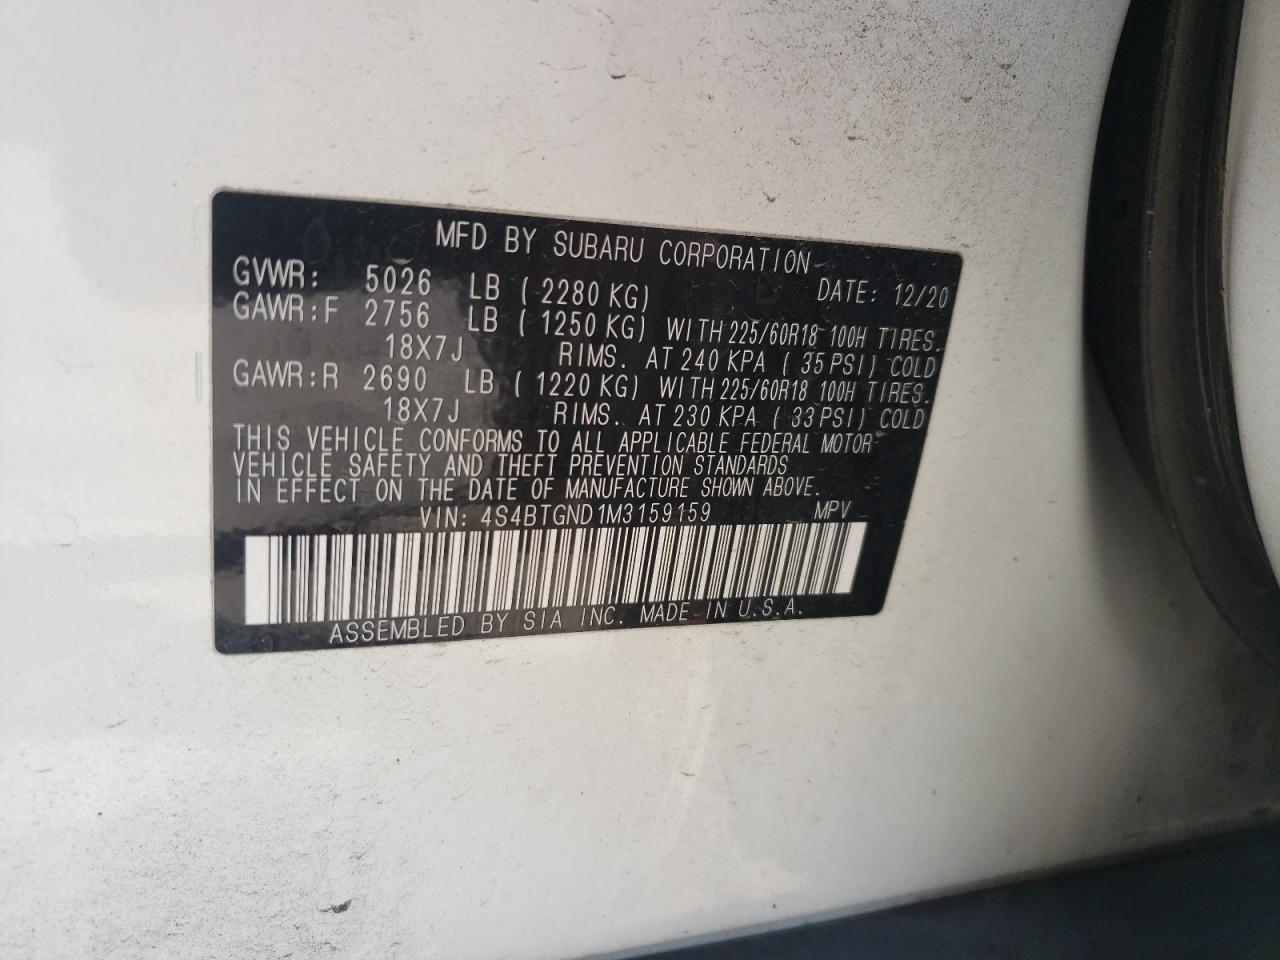 MFD BY SUBARU CORPORATION
GVWR: 5026 LB ( 2280 KG) DATE: 12/20
GAWR:F 2756 LB ( 1250 KG) WITH 225/60R18 100H TIRES.
18X7J RIMS. AT 240 KPA ( 35 PSI) COLD
GAWR:R 2690 LB ( 1220 KG) WITH 225/60R18 100H TIRES.
18X7J RIMS. AT 230 KPA ( 33 PSI) COLD
THIS VEHICLE CONFORMS TO ALL APPLICABLE FEDERAL MOTOR
VEHICLE SAFETY AND THEFT PREVENTION STANDARDS
IN EFFECT ON THE DATE OF MANUFACTURE SHOWN ABOVE.
VIN: 4S4BTGND1M3159159 MPV
ASSEMBLED BY SIA INC. MADE IN U.S.A.